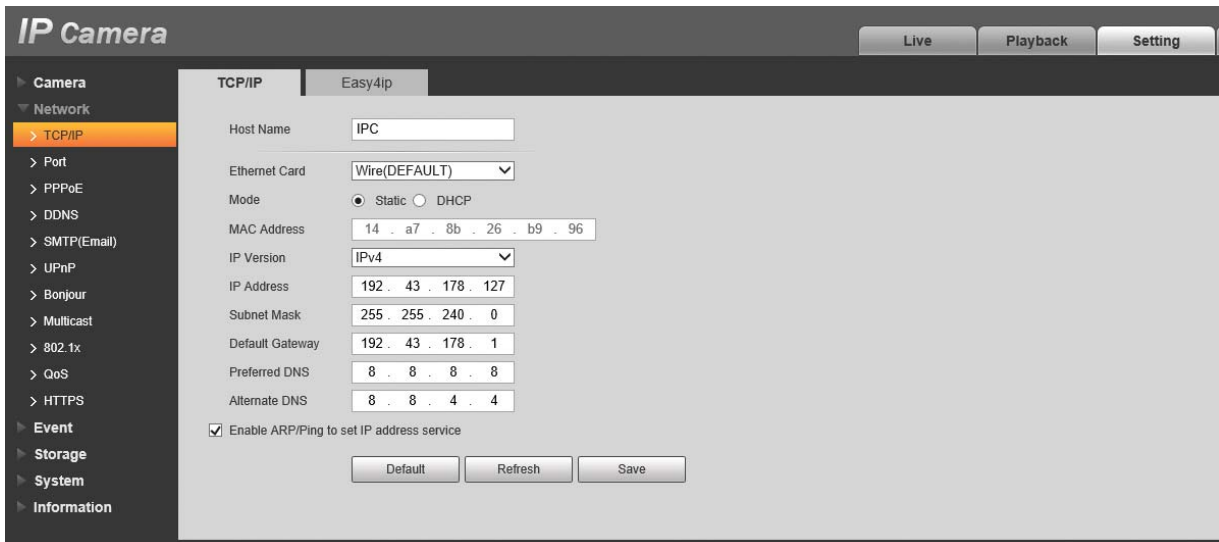 IP Camera
Live Playback Setting
Camera
Network
TCP/IP
Port
PPPoE
DDNS
SMTP(Email)
UPnP
Bonjour
Multicast
802.1x
QoS
HTTPS
Event
Storage
System
Information
TCP/IP Easy4ip
Host Name IPC
Ethernet Card Wire(DEFAULT)
Mode Static DHCP
MAC Address 14 . a7 . 8b . 26 . b9 . 96
IP Version IPv4
IP Address 192 . 43 . 178 . 127
Subnet Mask 255 . 255 . 240 . 0
Default Gateway 192 . 43 . 178 . 1
Preferred DNS 8 . 8 . 8 . 8
Alternate DNS 8 . 8 . 4 . 4
Enable ARP/Ping to set IP address service
Default Refresh Save